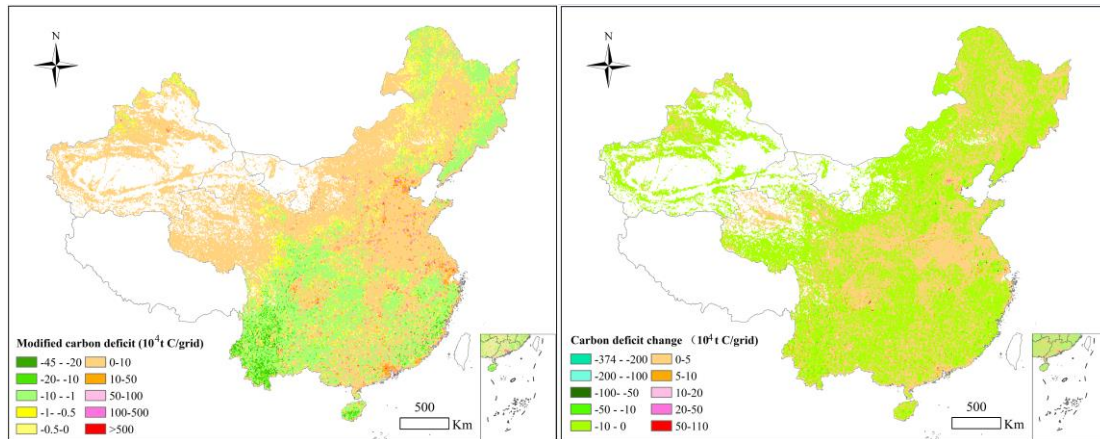 N
Modified carbon deficit (10⁴t C/grid)
-45 - -20 0-10
-20 - -10 10-50
-10 - -1 50-100
-1 - -0.5 100-500
-0.5-0 >500
500
Km
N
Carbon deficit change （10⁴t C/grid)
-374 - -200 0-5
-200 - -100 5-10
-100- -50 10-20
-50 - -10 20-50
-10 - 0 50-110
500
Km